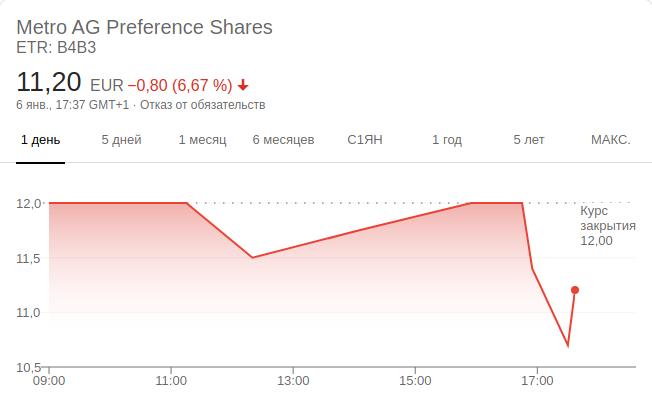 Metro AG Preference Shares
ETR: B4B3
11,20 EUR −0,80 (6,67 %)
6 янв., 17:37 GMT+1 · Отказ от обязательств
1 день 5 дней 1 месяц 6 месяцев С1ЯН 1 год 5 лет МАКС.
12,0
Курс
закрытия
12,00
11,5
11,0
10,5
09:00 11:00 13:00 15:00 17:00